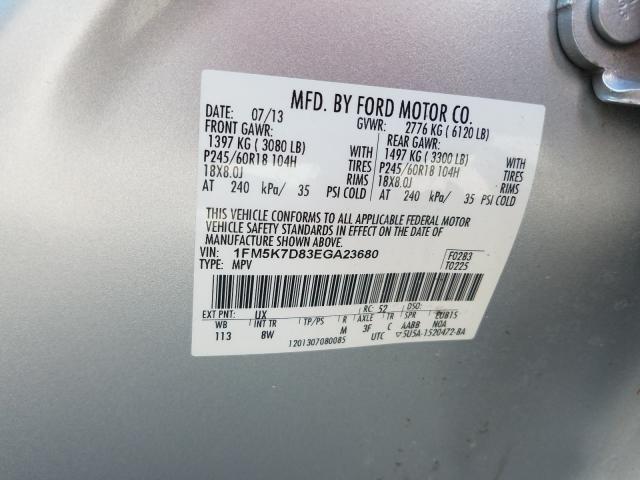 MFD. BY FORD MOTOR CO.
DATE: 07/13 GVWR: 2776 KG ( 6120 LB)
FRONT GAWR: REAR GAWR:
1397 KG ( 3080 LB) WITH 1497 KG ( 3300 LB) WITH
P245/60R18 104H TIRES P245/60R18 104H TIRES
18X8.0J RIMS 18X8.0J RIMS
AT 240 kPa/ 35 PSI COLD AT 240 kPa/ 35 PSI COLD
THIS VEHICLE CONFORMS TO ALL APPLICABLE FEDERAL MOTOR
VEHICLE SAFETY STANDARDS IN EFFECT ON THE DATE OF
MANUFACTURE SHOWN ABOVE.
VIN: 1FM5K7D83EGA23680 F0283
TYPE: MPV T0225
EXT PNT: UX RC: 52 DSO:
WB INT TR TP/PS R AXLE TR SPR
113 8W M 3F C AABB NOA
1201307080085 UTC ▽5U5A-1520472-BA